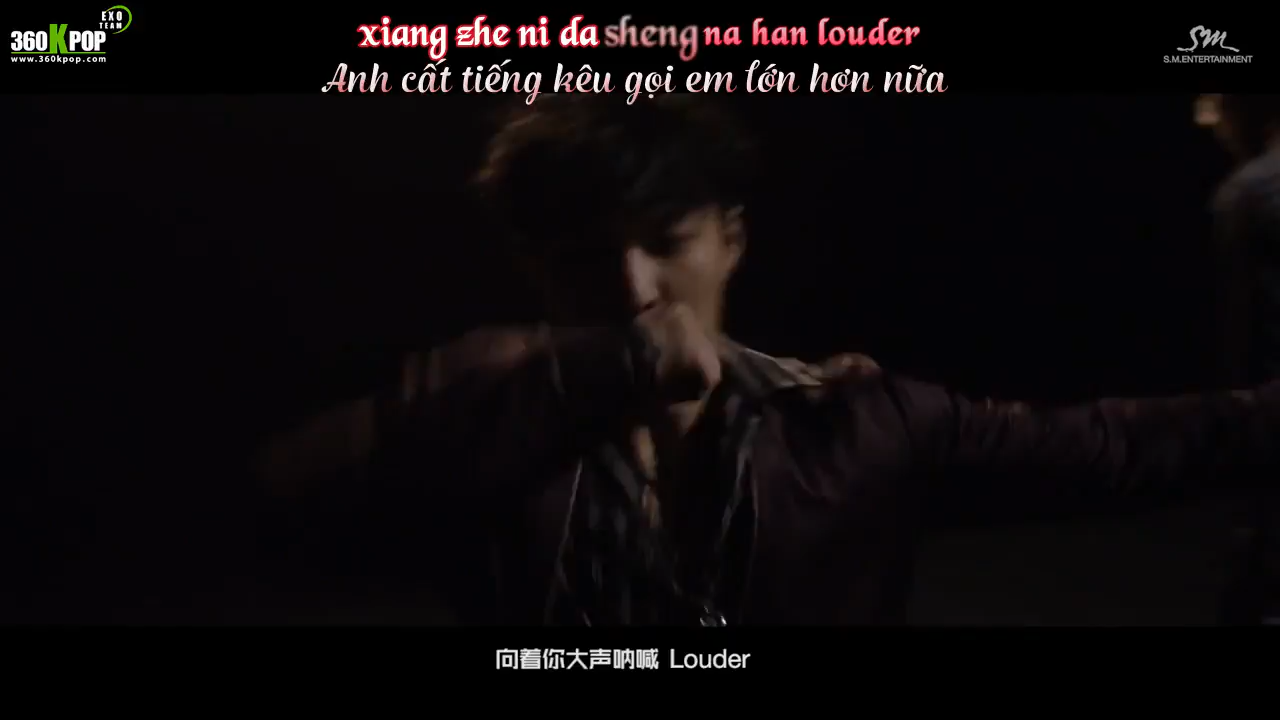 EXO
TEAM
360KPOP
www.360kpop.com
xiang zhe ni da sheng na han louder
Anh cất tiếng kêu gọi em lớn hơn nữa
SM
S.M.ENTERTAINMENT
向着你大声呐喊 Louder